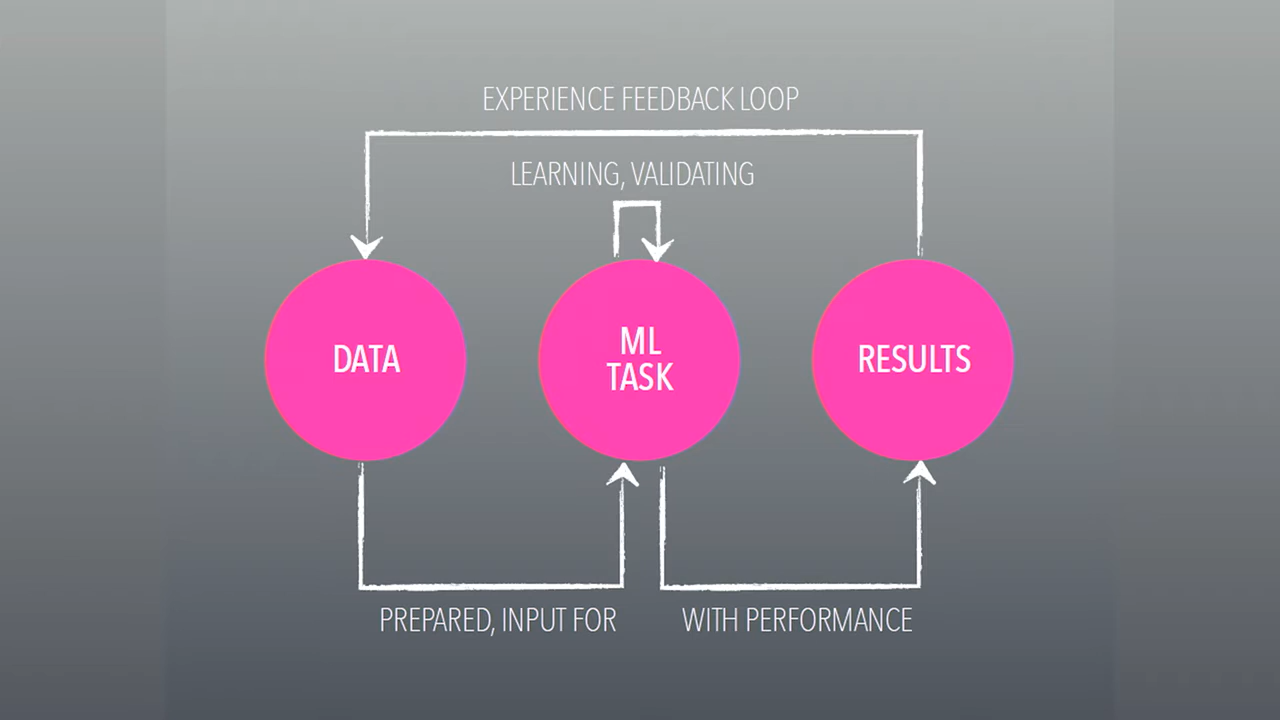 EXPERIENCE FEEDBACK LOOP
LEARNING, VALIDATING
DATA
ML
TASK
RESULTS
PREPARED, INPUT FOR
WITH PERFORMANCE